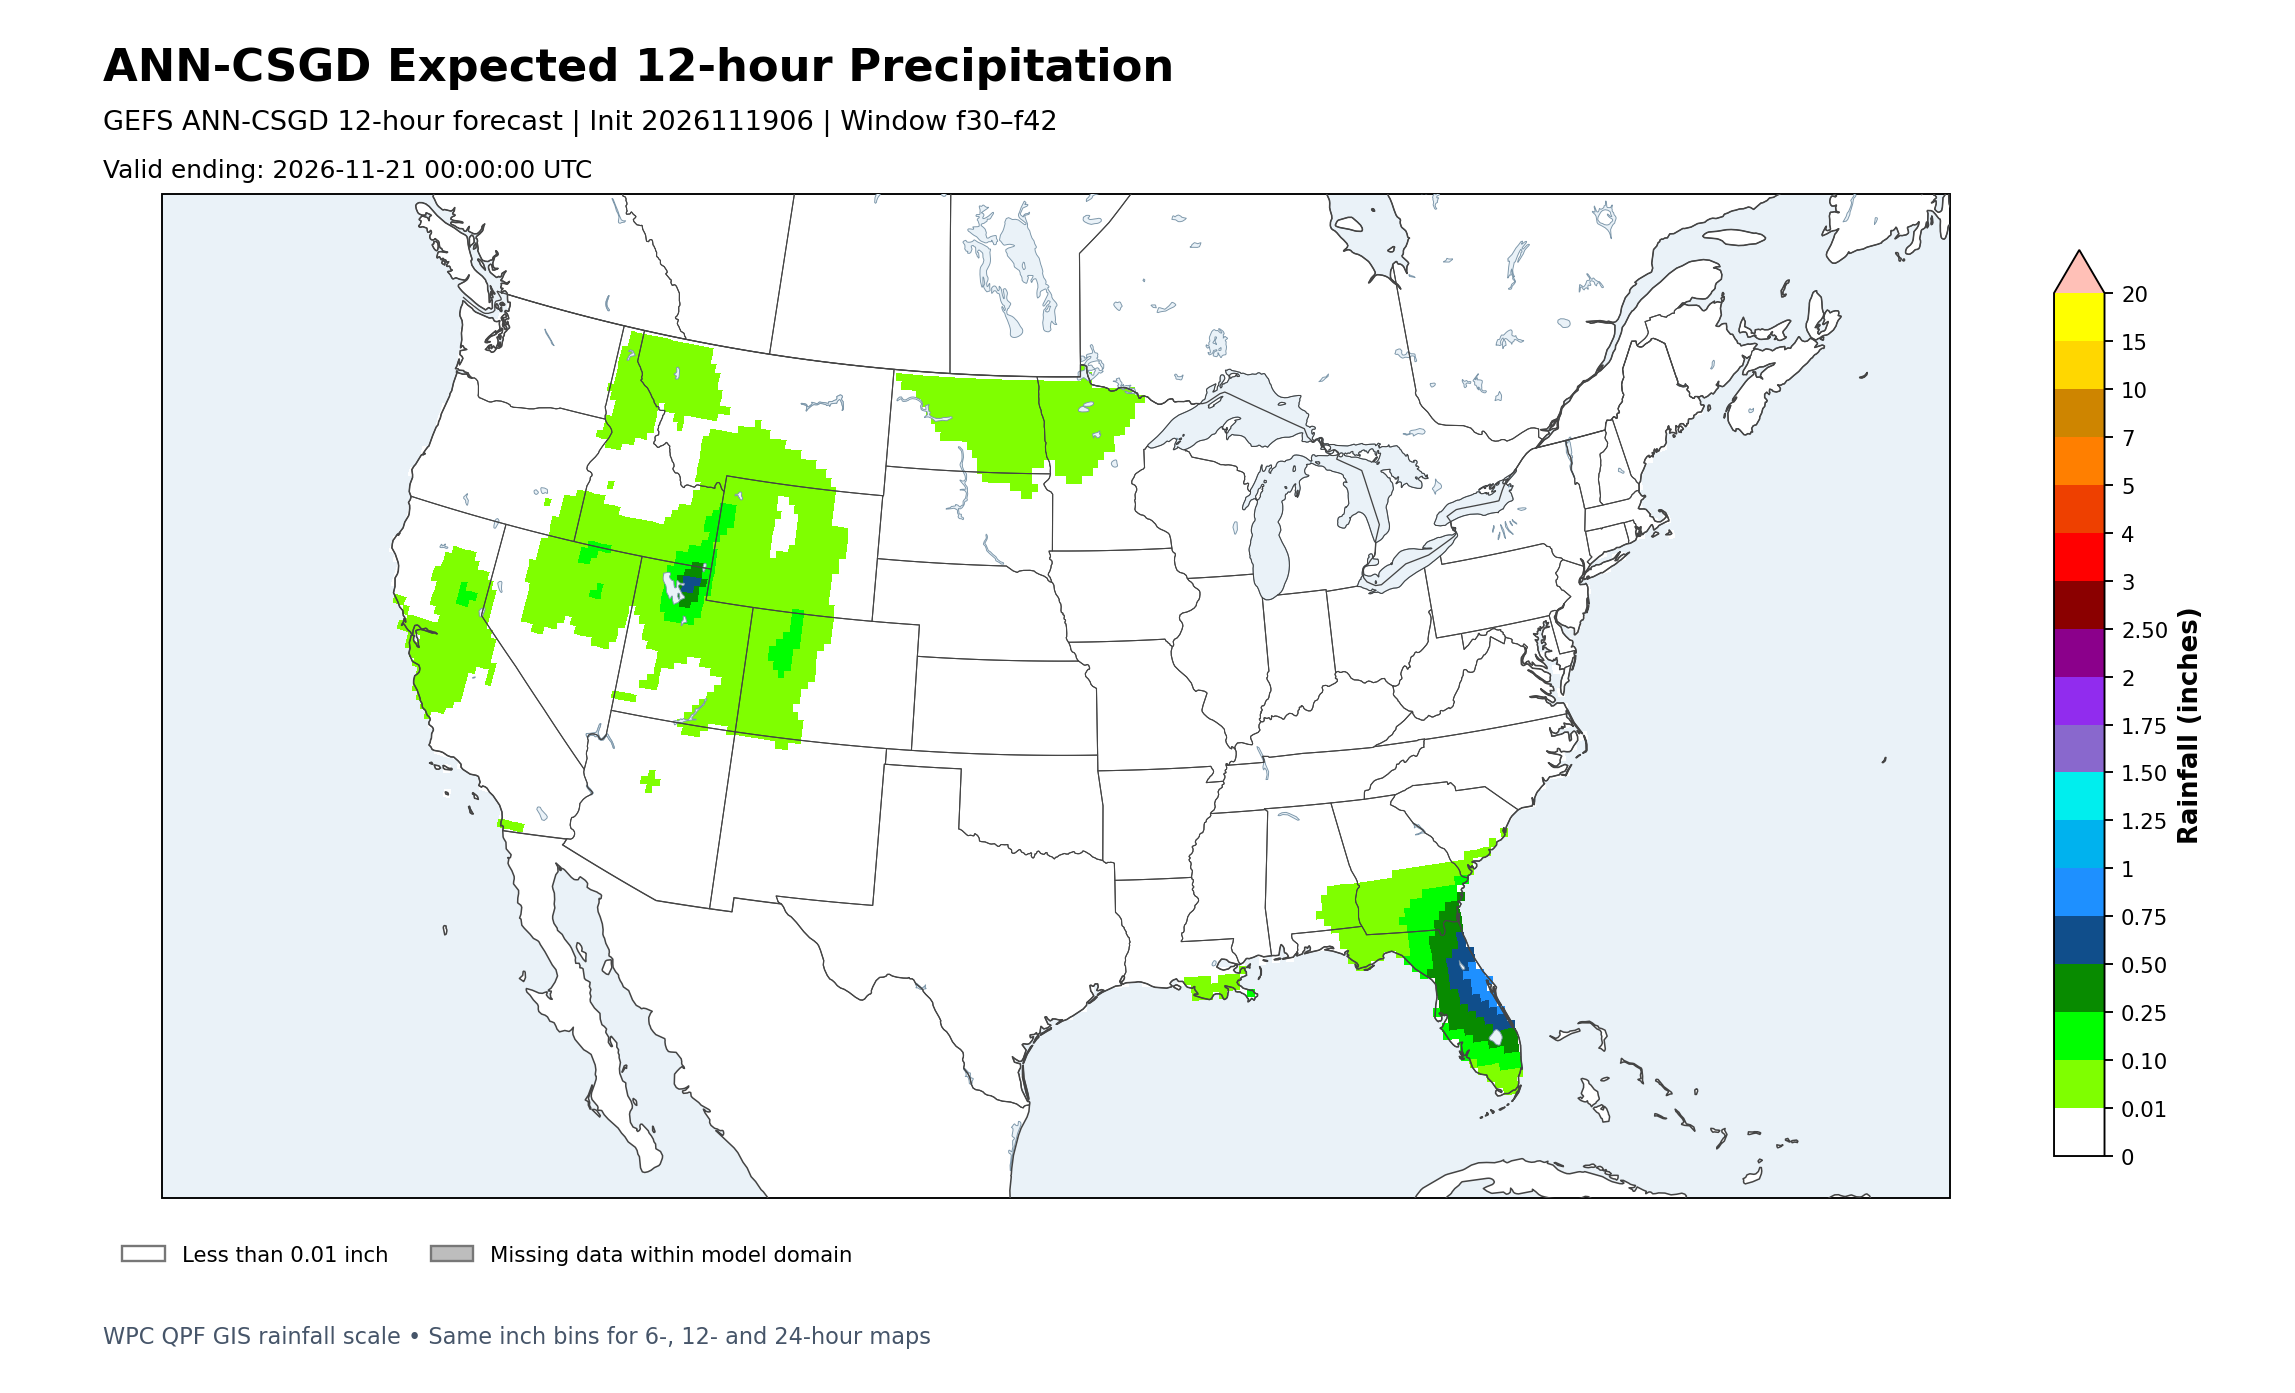 ANN-CSGD Expected 12-hour Precipitation
GEFS ANN-CSGD 12-hour forecast | Init 2026111906 | Window f30–f42
Valid ending: 2026-11-21 00:00:00 UTC
20
15
10
7
5
4
3
2.50
2
1.75
1.50
1.25
1
0.75
0.50
0.25
0.10
0.01
0
Rainfall (inches)
Less than 0.01 inch
Missing data within model domain
WPC QPF GIS rainfall scale • Same inch bins for 6-, 12- and 24-hour maps